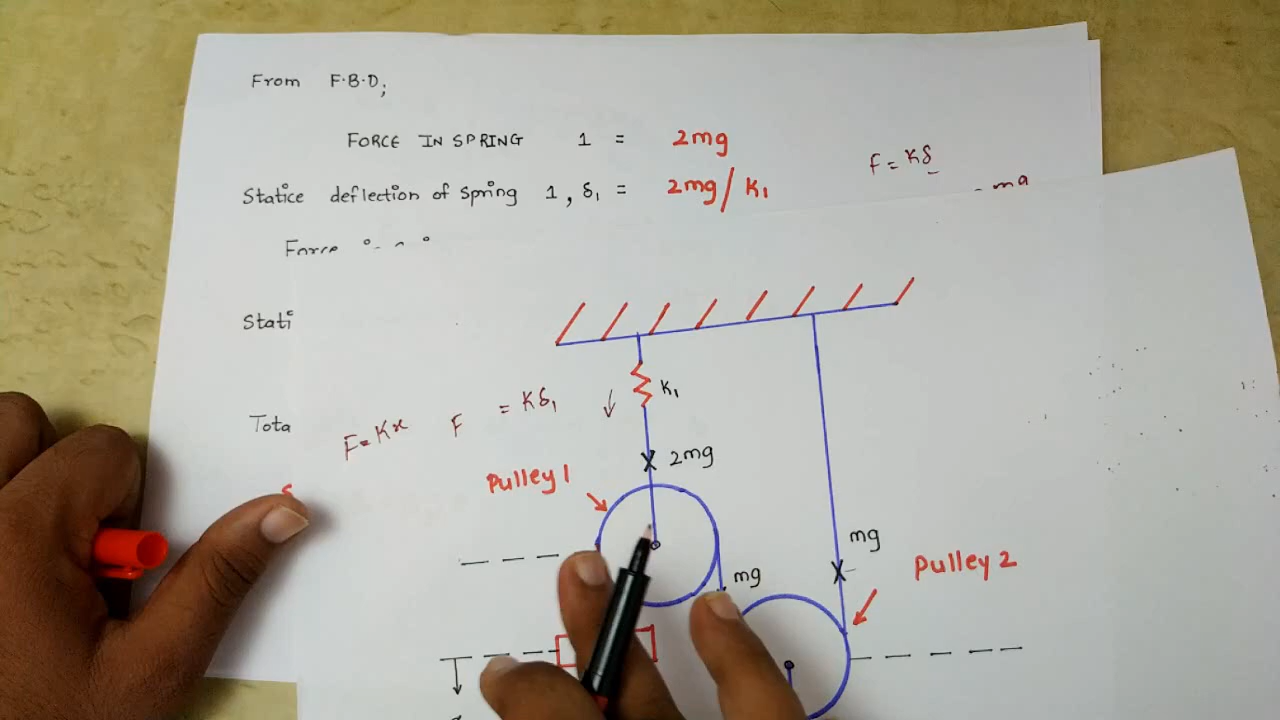 From F.B.D;
FORCE IN SPRING 1 = 2mg
F = Kδ
Statice deflection of Spring 1, δ₁ = 2mg/K₁
Force
Stati
K₁
Tota
F=Kx F = Kδ₁
2mg
Pulley 1
mg
Pulley 2
mg